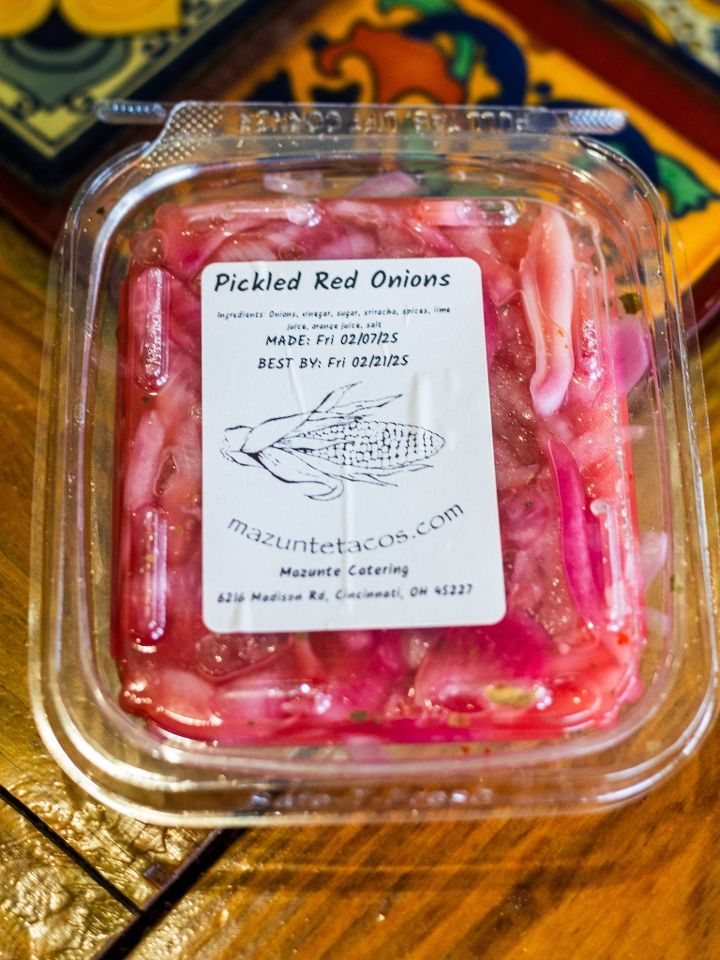 PULL TAB LIFT CORNER
Pickled Red Onions
Ingredients: Onions, vinegar, sugar, sriracha, spices, lime
juice, orange juice, salt
MADE: Fri 02/07/25
BEST BY: Fri 02/21/25
mazuntetacos.com
Mazunte Catering
6216 Madison Rd, Cincinnati, OH 45227